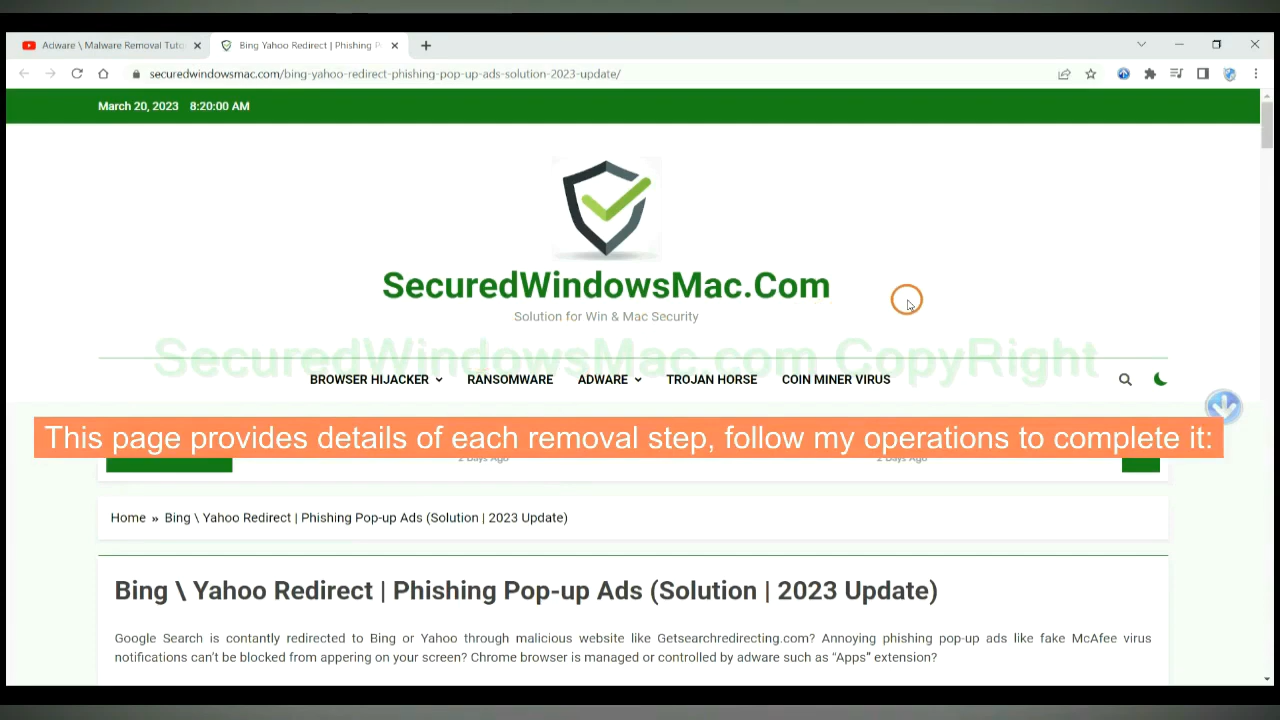 Adware \ Malware Removal Tuto
Bing Yahoo Redirect | Phishing P
securedwindowsmac.com/bing-yahoo-redirect-phishing-pop-up-ads-solution-2023-update/
March 20, 2023 8:20:00 AM
SecuredWindowsMac.Com
Solution for Win & Mac Security
SecuredWindowsMac.com CopyRight
BROWSER HIJACKER RANSOMWARE ADWARE TROJAN HORSE COIN MINER VIRUS
This page provides details of each removal step, follow my operations to complete it:
2 Days Ago 2 Days Ago
Home » Bing \ Yahoo Redirect | Phishing Pop-up Ads (Solution | 2023 Update)
Bing \ Yahoo Redirect | Phishing Pop-up Ads (Solution | 2023 Update)
Google Search is contantly redirected to Bing or Yahoo through malicious website like Getsearchredirecting.com? Annoying phishing pop-up ads like fake McAfee virus
notifications can't be blocked from appering on your screen? Chrome browser is managed or controlled by adware such as “Apps” extension?